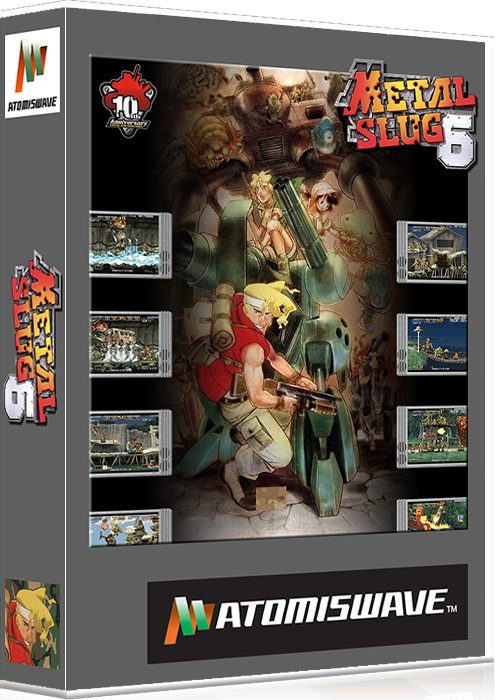 ATOMISWAVE
10th
Anniversary
METAL
SLUG
6
METAL
SLUG
6
ATOMISWAVE™